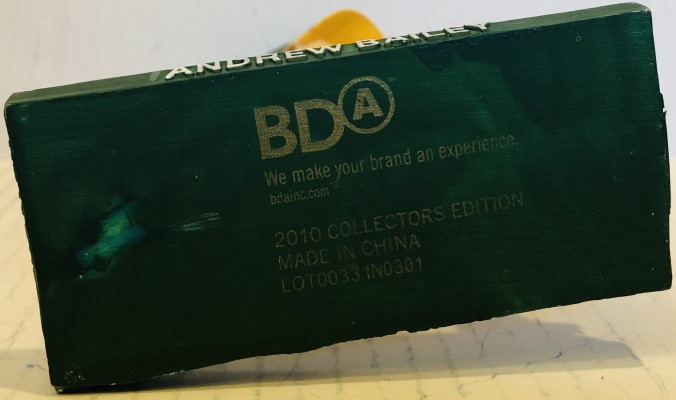 ANDREW BAILEY
BDA
We make your brand an experience.
bdainc.com
2010 COLLECTORS EDITION
MADE IN CHINA
LOT00331N0301